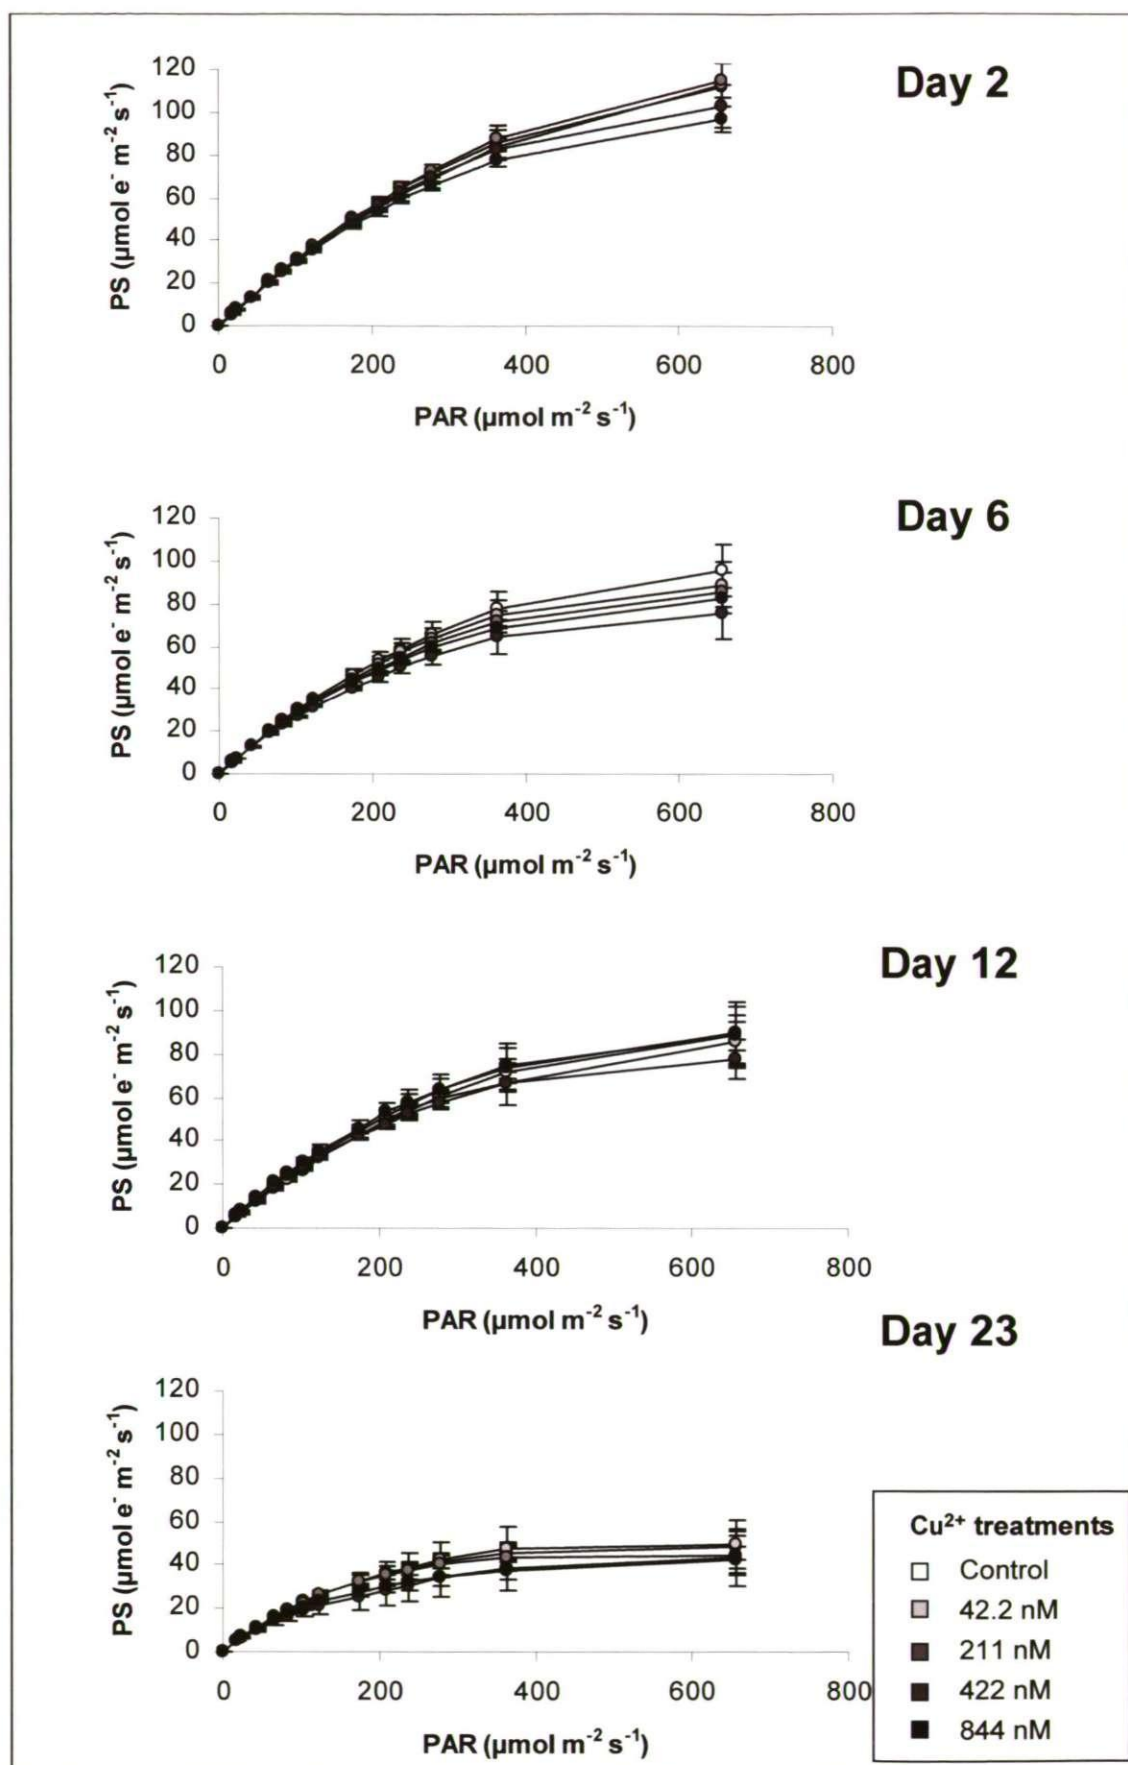 Day 2
120
100
80
60
40
20
0
PS (µmol e⁻ m⁻² s⁻¹)
0 200 400 600 800
PAR (µmol m⁻² s⁻¹)
Day 6
120
100
80
60
40
20
0
PS (µmol e⁻ m⁻² s⁻¹)
0 200 400 600 800
PAR (µmol m⁻² s⁻¹)
Day 12
120
100
80
60
40
20
0
PS (µmol e⁻ m⁻² s⁻¹)
0 200 400 600 800
PAR (µmol m⁻² s⁻¹)
Day 23
120
100
80
60
40
20
0
PS (µmol e⁻ m⁻² s⁻¹)
0 200 400 600 800
PAR (µmol m⁻² s⁻¹)
Cu²⁺ treatments
Control
42.2 nM
211 nM
422 nM
844 nM